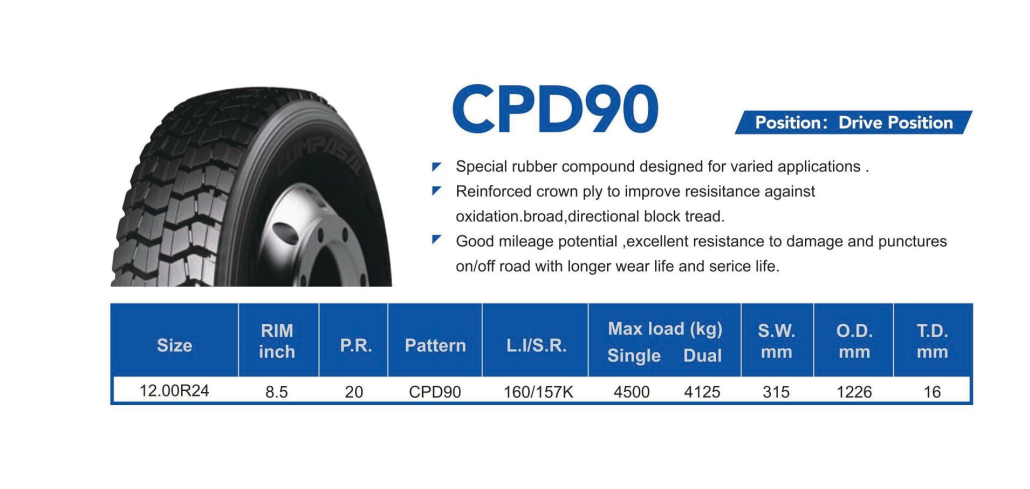 CPD90
Position: Drive Position
COMPASAL
Special rubber compound designed for varied applications .
Reinforced crown ply to improve resisitance against
oxidation.broad,directional block tread.
Good mileage potential ,excellent resistance to damage and punctures
on/off road with longer wear life and serice life.
Size RIM inch P.R. Pattern L.I/S.R. Max load (kg) Single Dual S.W. mm O.D. mm T.D. mm
12.00R24 8.5 20 CPD90 160/157K 4500 4125 315 1226 16